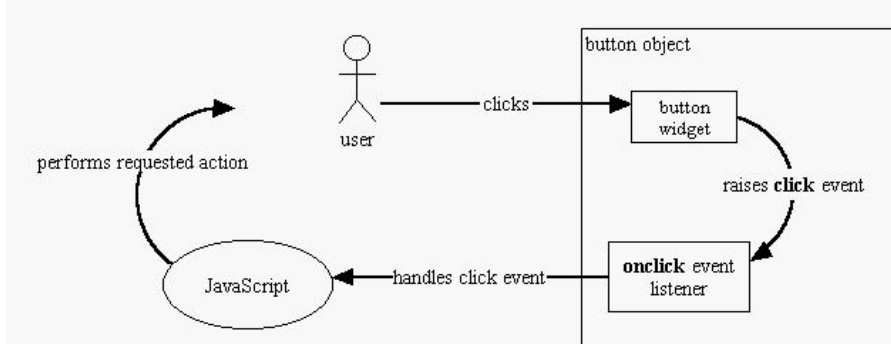 button object
clicks
button
widget
user
performs requested action
raises click event
onclick event
listener
handles click event
JavaScript